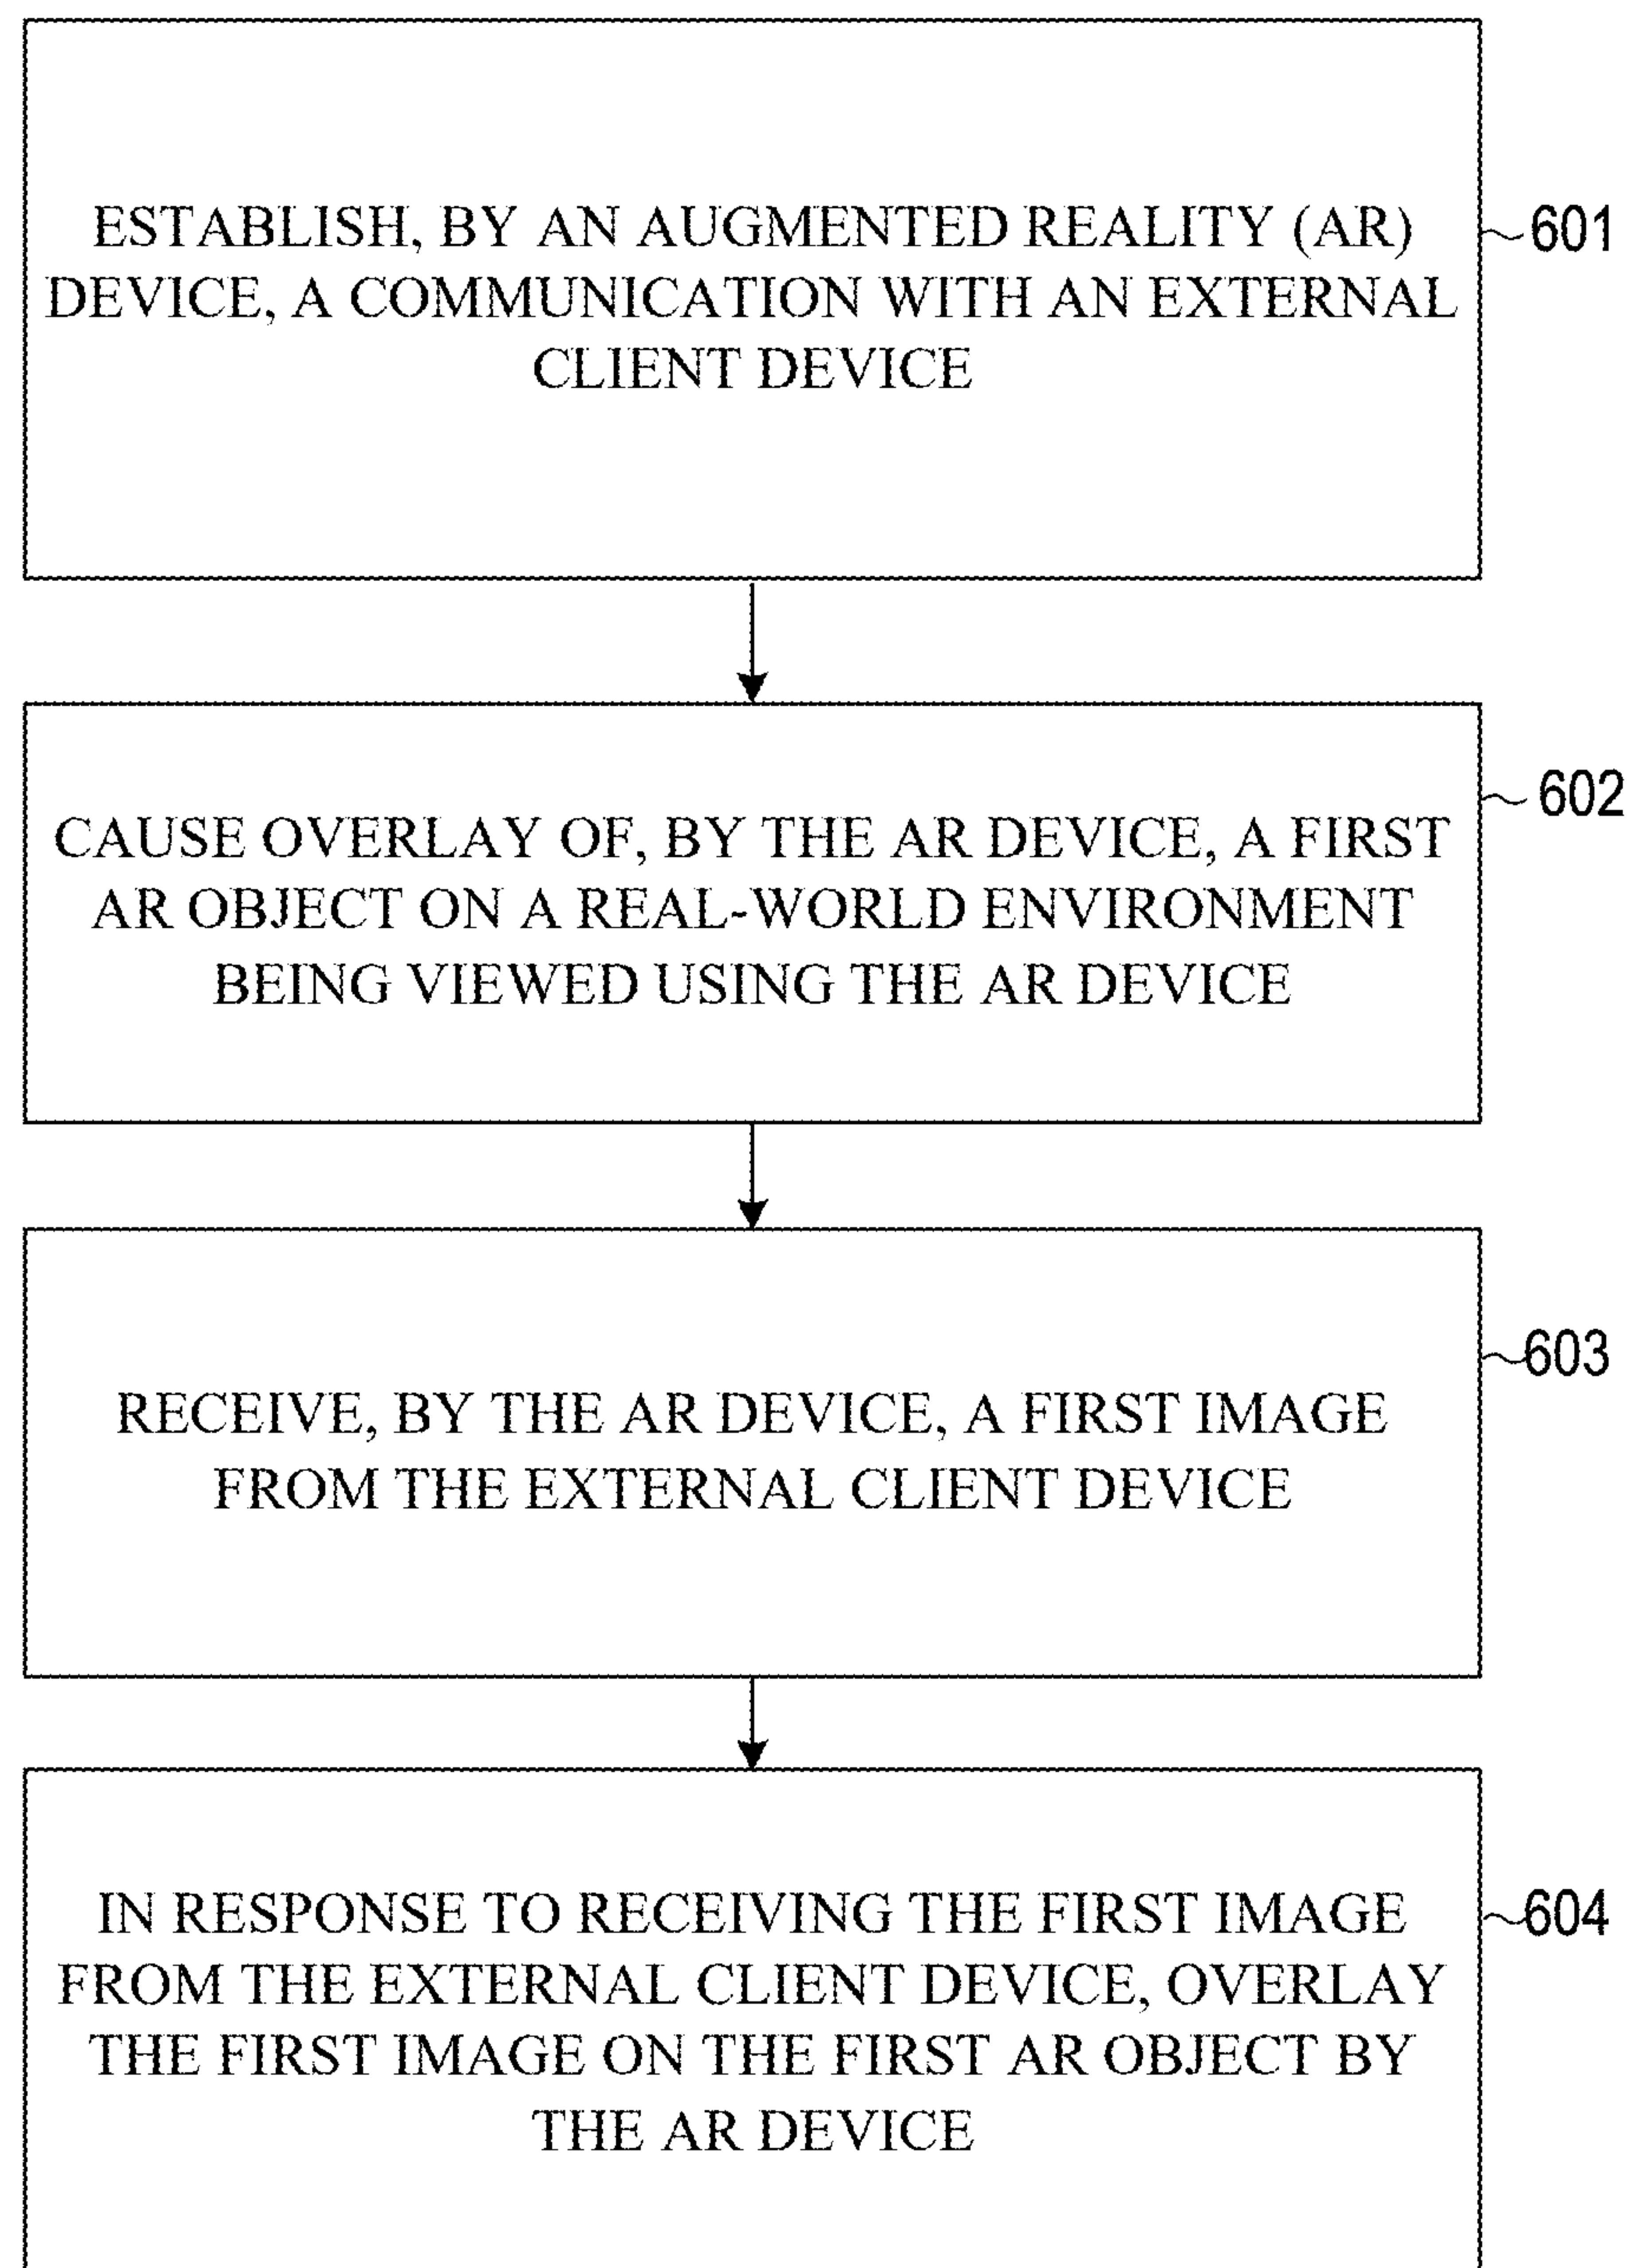 ESTABLISH, BY AN AUGMENTED REALITY (AR)
DEVICE, A COMMUNICATION WITH AN EXTERNAL
CLIENT DEVICE
601
CAUSE OVERLAY OF, BY THE AR DEVICE, A FIRST
AR OBJECT ON A REAL-WORLD ENVIRONMENT
BEING VIEWED USING THE AR DEVICE
602
RECEIVE, BY THE AR DEVICE, A FIRST IMAGE
FROM THE EXTERNAL CLIENT DEVICE
603
IN RESPONSE TO RECEIVING THE FIRST IMAGE
FROM THE EXTERNAL CLIENT DEVICE, OVERLAY
THE FIRST IMAGE ON THE FIRST AR OBJECT BY
THE AR DEVICE
604